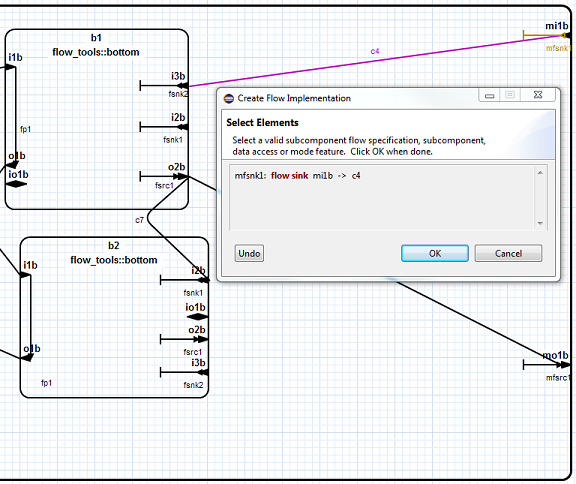 b1
flow_tools::bottom
i1b
fp1
o1b
io1b
i3b
fsnk2
i2b
fsnk1
o2b
fsrc1
c4
mi1b
mfsnk1
Create Flow Implementation
Select Elements
Select a valid subcomponent flow specification, subcomponent,
data access or mode feature. Click OK when done.
mfsnk1: flow sink mi1b -> c4
Undo
OK
Cancel
c7
b2
flow_tools::bottom
i1b
o1b
fp1
i2b
fsnk1
io1b
o2b
fsrc1
i3b
fsnk2
mo1b
mfsrc1